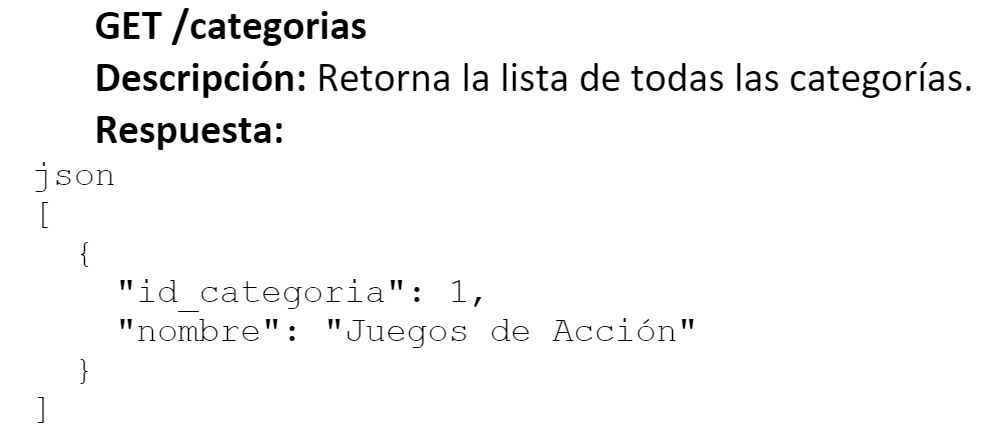 GET /categorias
Descripción: Retorna la lista de todas las categorías.
Respuesta:
json
[
  {
    "id_categoria": 1,
    "nombre": "Juegos de Acción"
  }
]